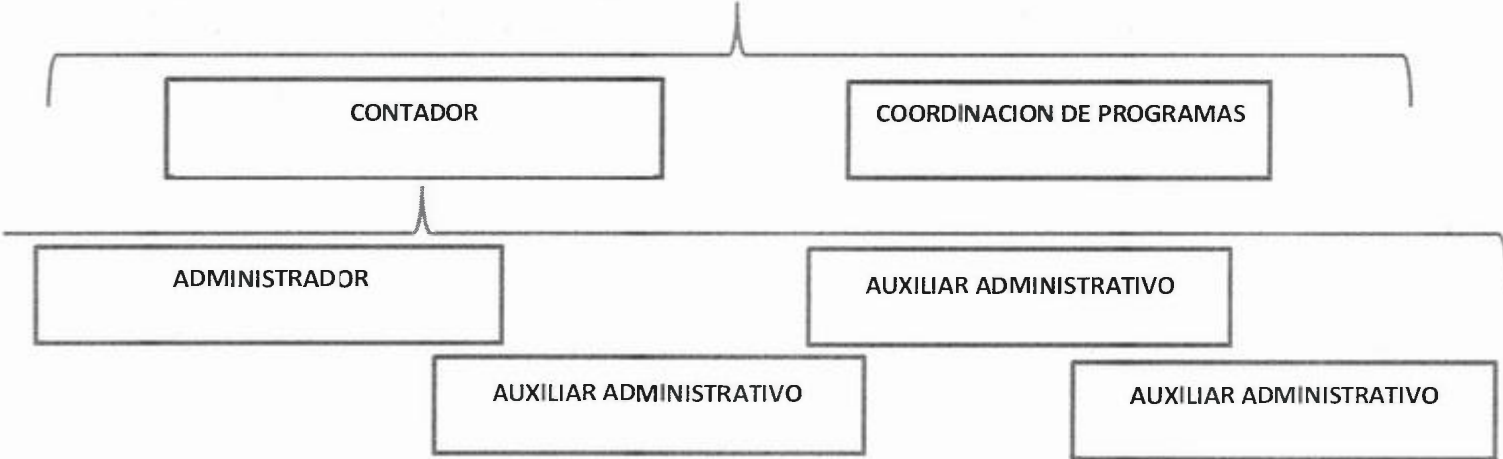 CONTADOR
COORDINACION DE PROGRAMAS
ADMINISTRADOR
AUXILIAR ADMINISTRATIVO
AUXILIAR ADMINISTRATIVO
AUXILIAR ADMINISTRATIVO